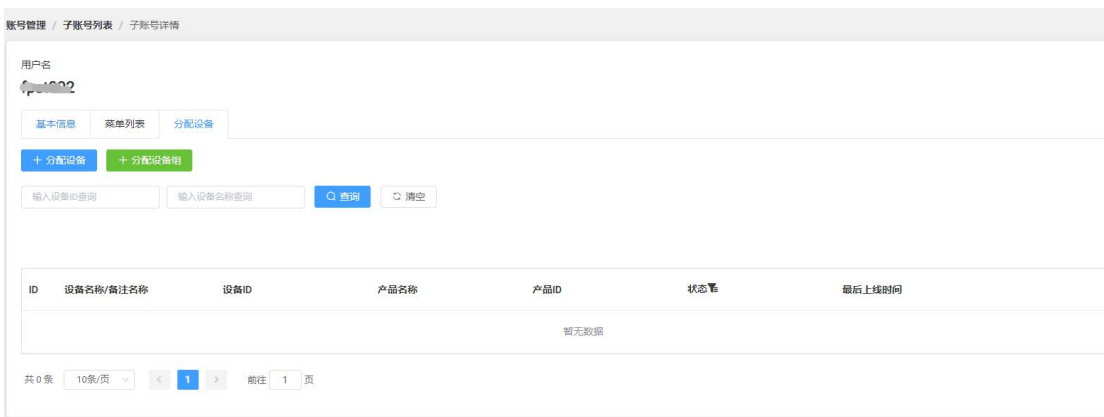 账号管理 / 子账号列表 / 子账号详情
用户名
基本信息 菜单列表 分配设备
+ 分配设备 + 分配设备组
输入设备ID查询 输入设备名称查询 查询 清空
ID 设备名称/备注名称 设备ID 产品名称 产品ID 状态 最后上线时间
暂无数据
共 0 条 10条/页 < 1 > 前往 1 页